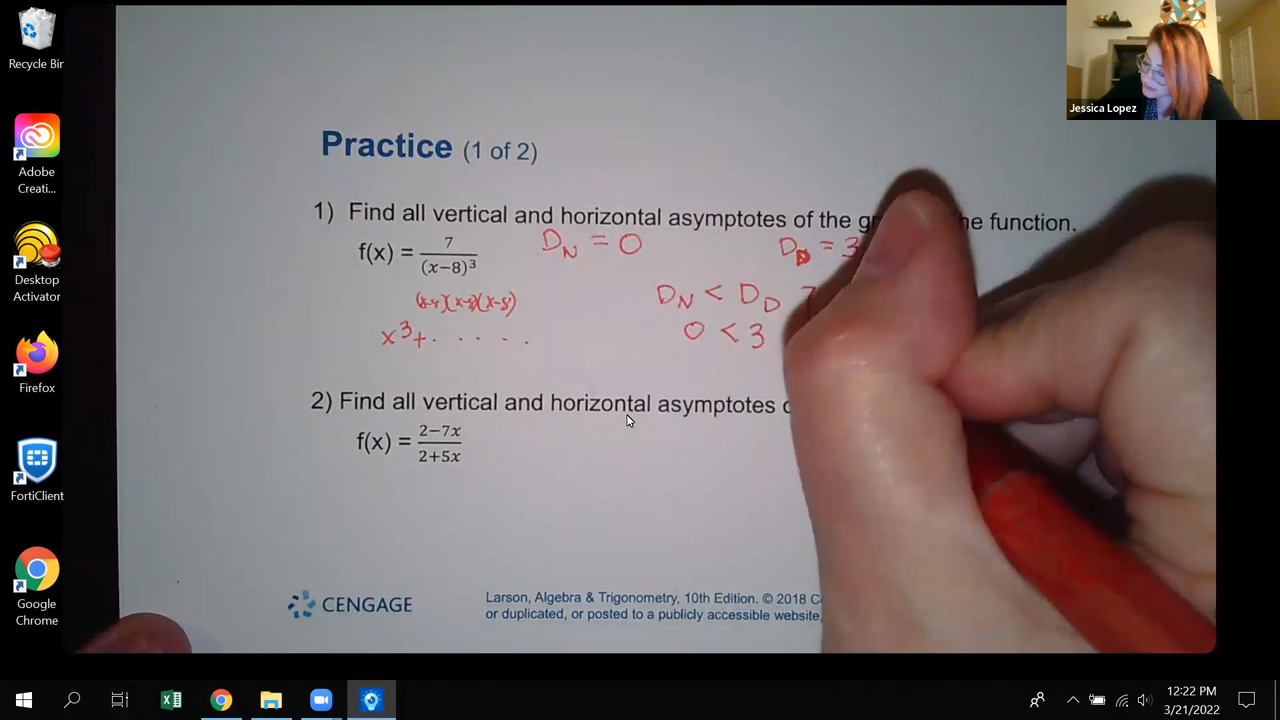 Recycle Bin
Adobe
Creati...
Desktop
Activator
Firefox
FortiClient
Google
Chrome
Jessica Lopez
Practice (1 of 2)
1) Find all vertical and horizontal asymptotes of the he function.
f(x) = 7/(x−8)³
D_N = 0
D_D = 3
(x-8)(x-8)(x-8)
D_N < D_D
x³+ . . . . .
0 < 3
2) Find all vertical and horizontal asymptotes
f(x) = 2−7x/2+5x
CENGAGE
Larson, Algebra & Trigonometry, 10th Edition. © 2018
or duplicated, or posted to a publicly accessible website,
12:22 PM
3/21/2022